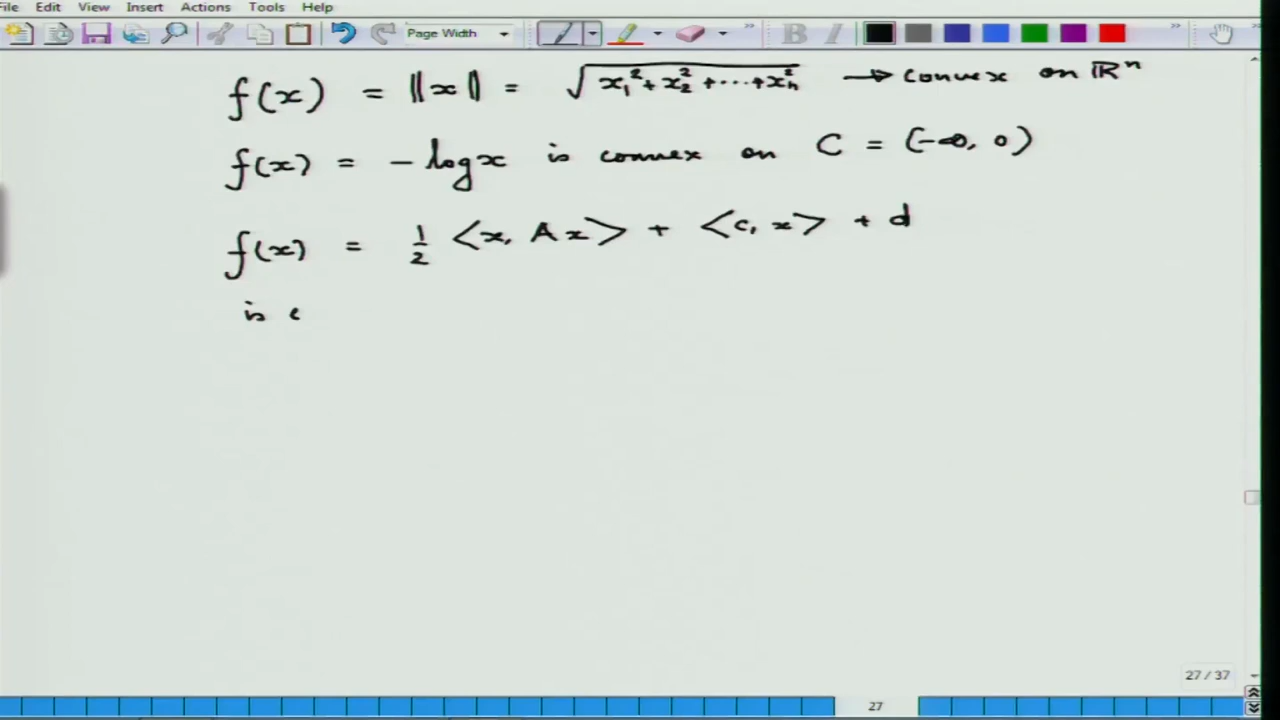 File Edit View Insert Actions Tools Help
Page Width
B I
f(x) = ||x|| = √(x₁² + x₂² + ⋯ + xₙ²) → convex on ℝⁿ
f(x) = - log x is convex on C = (-∞, 0)
f(x) = 1/2 <x, Ax> + <c, x> + d
is c
27 / 37
27